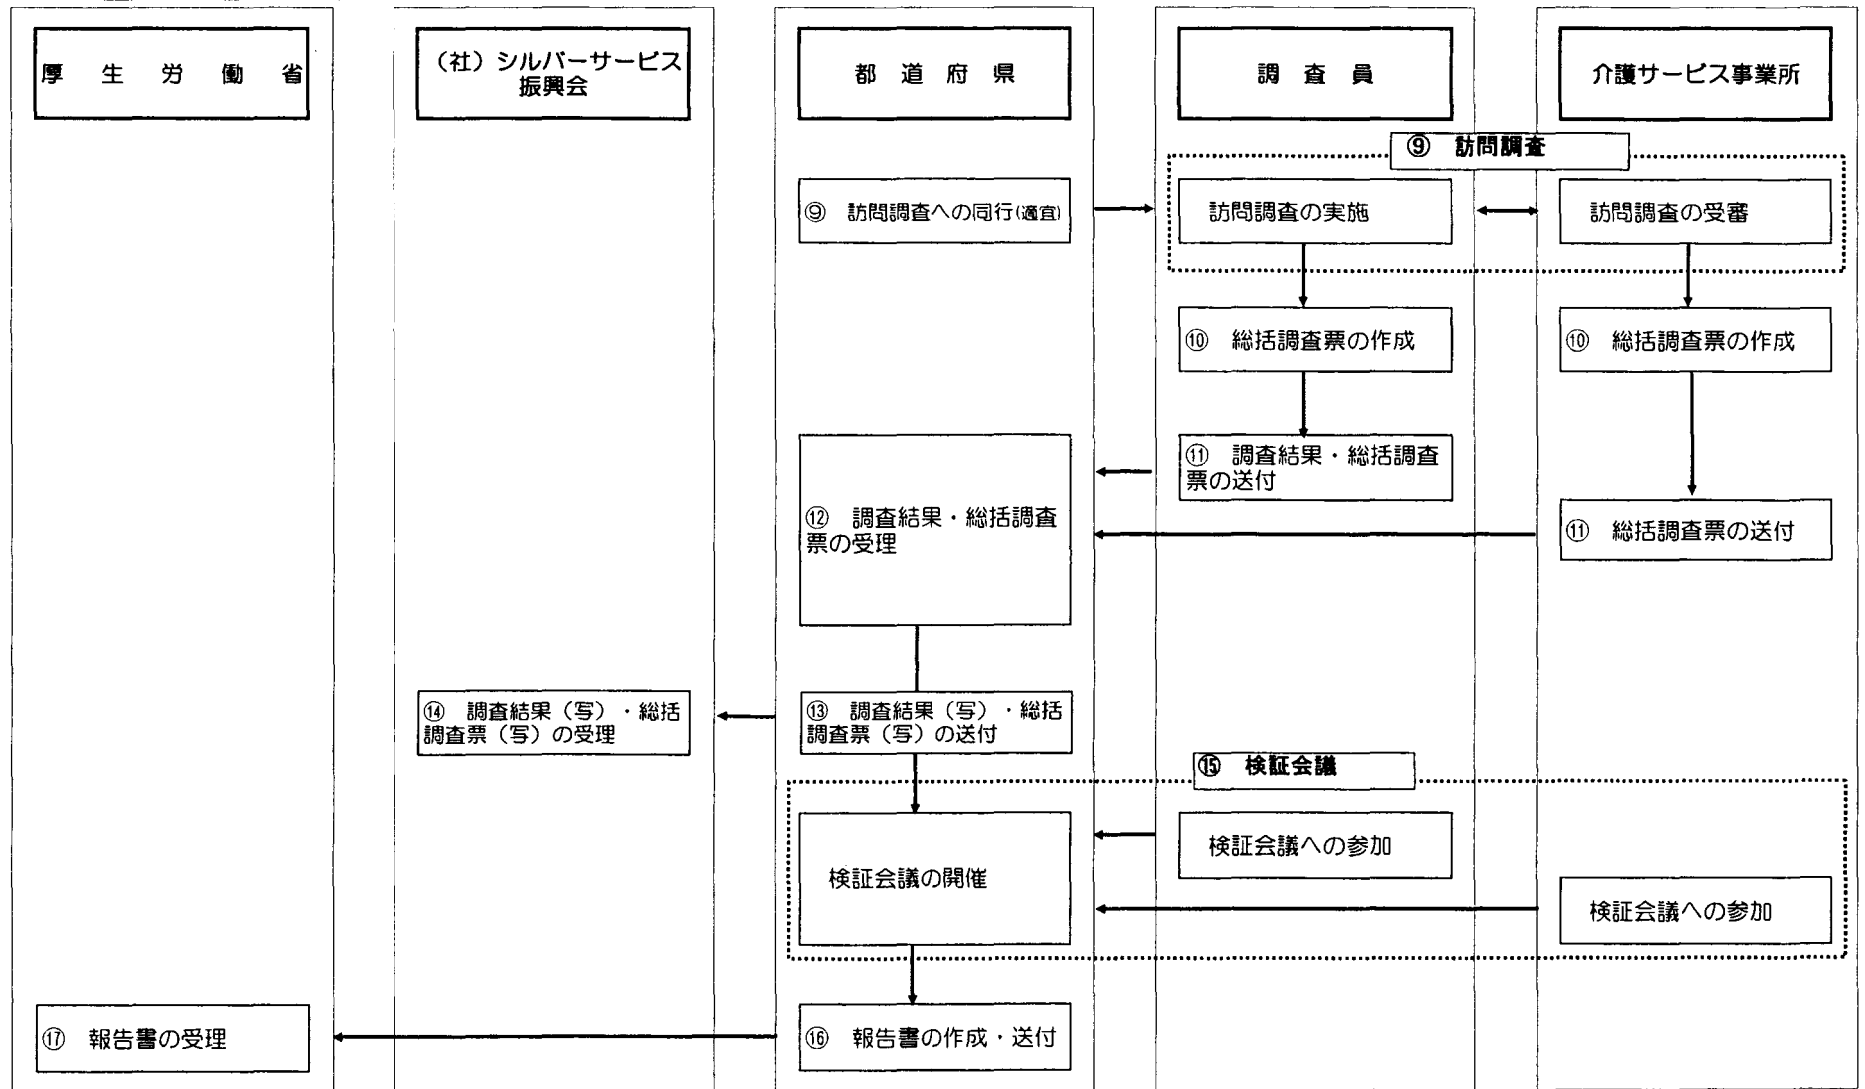 厚生労働省
（社）シルバーサービス
振興会
都道府県
調査員
介護サービス事業所
⑨ 訪問調査
⑨ 訪問調査への同行(適宜)
訪問調査の実施
訪問調査の受審
⑩ 総括調査票の作成
⑩ 総括調査票の作成
⑪ 調査結果・総括調査
票の送付
⑫ 調査結果・総括調査
票の受理
⑪ 総括調査票の送付
⑭ 調査結果（写）・総括
調査票（写）の受理
⑬ 調査結果（写）・総括
調査票（写）の送付
⑮ 検証会議
検証会議の開催
検証会議への参加
検証会議への参加
⑰ 報告書の受理
⑯ 報告書の作成・送付